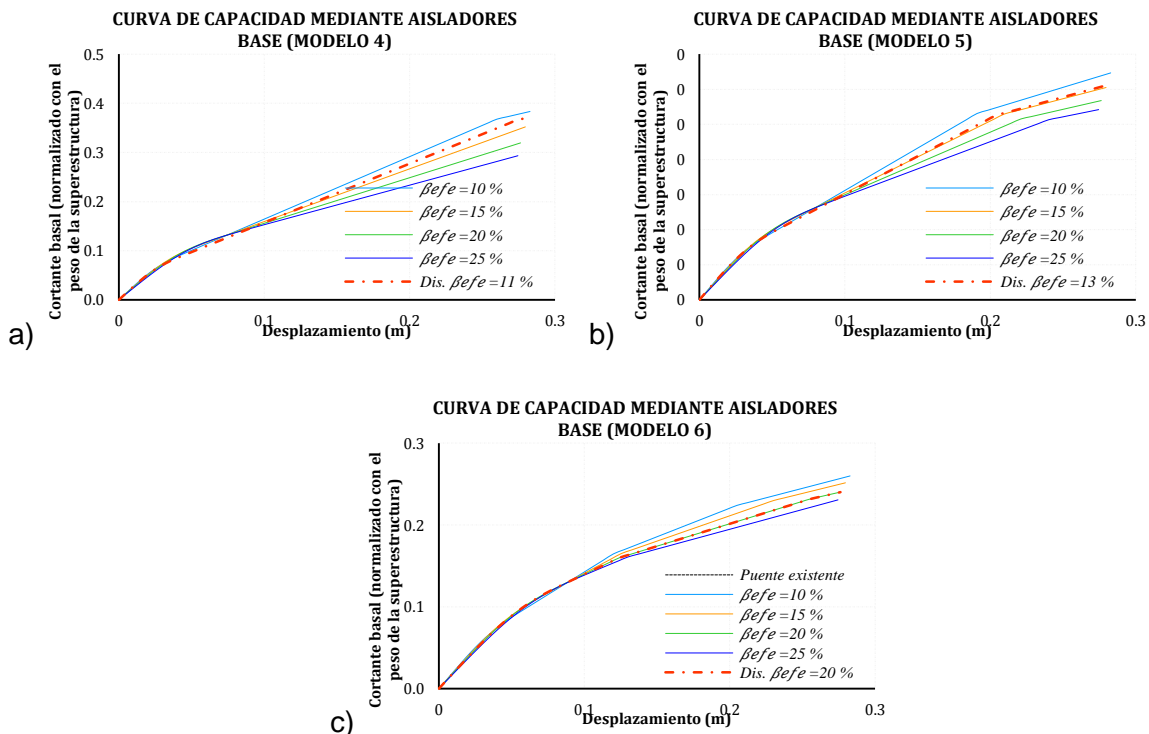 CURVA DE CAPACIDAD MEDIANTE AISLADORES
BASE (MODELO 4)
Cortante basal (normalizado con el
peso de la superestructura)
0.5
0.4
0.3
0.2
0.1
0.0
βefe =10 %
βefe =15 %
βefe =20 %
βefe =25 %
Dis. βefe =11 %
0
0.1
0.2
0.3
Desplazamiento (m)
a)
CURVA DE CAPACIDAD MEDIANTE AISLADORES
BASE (MODELO 5)
Cortante basal (normalizado con el
peso de la superestructura)
0
0
0
0
0
0
0
0
βefe =10 %
βefe =15 %
βefe =20 %
βefe =25 %
Dis. βefe =13 %
0
0.1
0.2
0.3
Desplazamiento (m)
b)
CURVA DE CAPACIDAD MEDIANTE AISLADORES
BASE (MODELO 6)
Cortante basal (normalizado con el
peso de la superestructura)
0.3
0.2
0.1
0.0
Puente existente
βefe =10 %
βefe =15 %
βefe =20 %
βefe =25 %
Dis. βefe =20 %
0
0.1
0.2
0.3
Desplazamiento (m)
c)